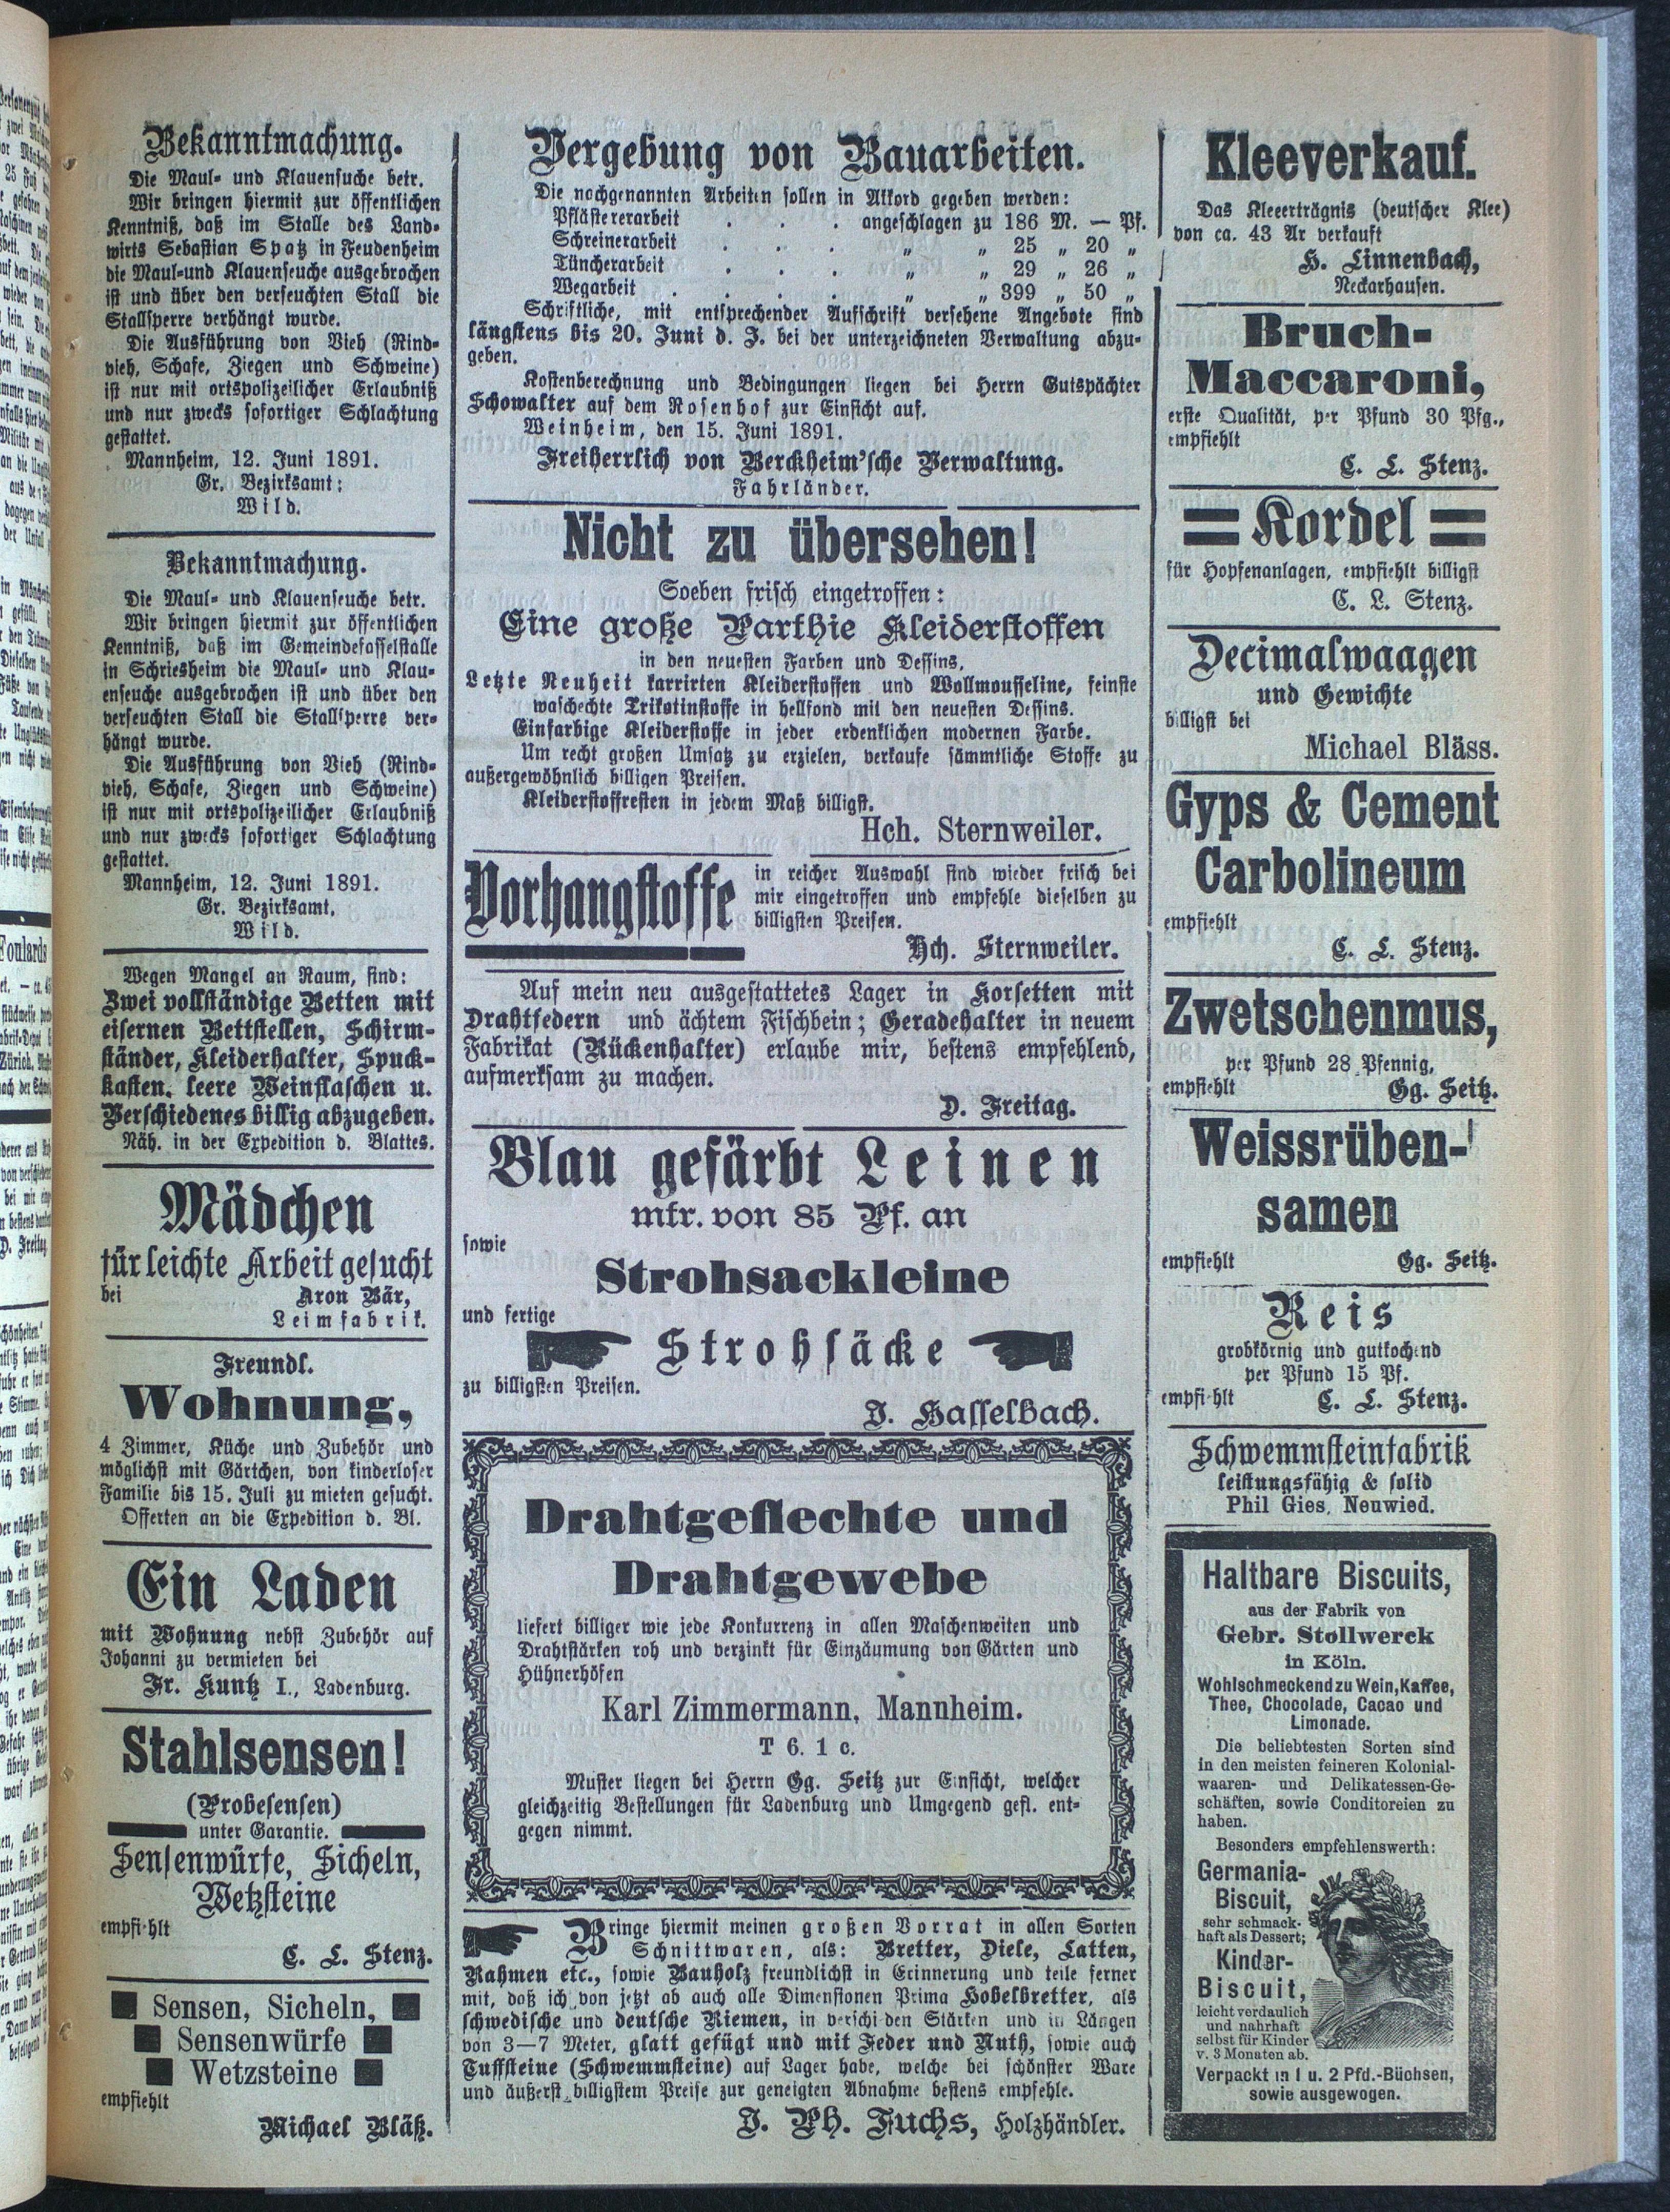 Bekanntmachung.
Die Maul- und Klauensuche betr.
Wir bringen hiermit zur öffentlichen
Kenntniß, daß im Stalle des Land-
wirts Sebastian Spatz in Feudenheim
die Maul-und Klauenseuche ausgebrochen
ist und über den verseuchten Stall die
Stallsperre verhängt wurde.
Die Ausführung von Vieh (Rind-
vieh, Schafe, Ziegen und Schweine)
ist nur mit ortspolizeilicher Erlaubniß
und nur zwecks sofortiger Schlachtung
gestattet.
Mannheim, 12. Juni 1891.
Gr. Bezirksamt:
Wild.
Bekanntmachung.
Die Maul- und Klauenseuche betr.
Wir bringen hiermit zur öffentlichen
Kenntniß, daß im Gemeindefasselstalle
in Schriesheim die Maul- und Klau-
enseuche ausgebrochen ist und über den
verseuchten Stall die Stallsperre ver-
hängt wurde.
Die Ausführung von Vieh (Rind-
vieh, Schafe, Ziegen und Schweine)
ist nur mit ortspolizeilicher Erlaubniß
und nur zwecks sofortiger Schlachtung
gestattet.
Mannheim, 12. Juni 1891.
Gr. Bezirksamt.
Wild.
Wegen Mangel an Raum, sind:
Zwei vollständige Betten mit
eisernen Bettstellen, Schirm-
ständer, Kleiderhalter, Spuck-
kasten, leere Weinflaschen u.
Verschiedenes billig abzugeben.
Näh. in der Expedition d. Blattes.
Mädchen
für leichte Arbeit gesucht
bei Aron Bär,
Leimfabrik.
Freundl.
Wohnung,
4 Zimmer, Küche und Zubehör und
möglichst mit Gärtchen, von kinderloser
Familie bis 15. Juli zu mieten gesucht.
Offerten an die Expedition d. Bl.
Ein Laden
mit Wohnung nebst Zubehör auf
Johanni zu vermieten bei
Fr. Kuntz I., Ladenburg.
Stahlsensen!
(Probesensen)
unter Garantie.
Sensenwürfe, Sicheln,
Wetzsteine
empfiehlt
C. L. Stenz.
Sensen, Sicheln,
Sensenwürfe
Wetzsteine
empfiehlt
Michael Bläß.
Vergebung von Bauarbeiten.
Die nachgenannten Arbeiten sollen in Akkord gegeben werden:
Pflästererarbeit . . . angeschlagen zu 186 M. — Pf.
Schreinerarbeit . . . „ „ 25 „ 20 „
Tüncherarbeit . . . „ „ 29 „ 26 „
Wegarbeit . . . . „ „ 399 „ 50 „
Schriftliche, mit entsprechender Aufschrift versehene Angebote sind
längstens bis 20. Juni d. J. bei der unterzeichneten Verwaltung abzu-
geben.
Kostenberechnung und Bedingungen liegen bei Herrn Gutspächter
Schowalter auf dem Rosenhof zur Einsicht auf.
Weinheim, den 15. Juni 1891.
Freiherrlich von Berckheim'sche Verwaltung.
Fahrländer.
Nicht zu übersehen!
Soeben frisch eingetroffen:
Eine große Parthie Kleiderstoffen
in den neuesten Farben und Dessins.
Letzte Neuheit karrirten Kleiderstoffen und Wollmousseline, feinste
waschechte Trikotinstoffe in hellfond mil den neuesten Dessins.
Einfarbige Kleiderstoffe in jeder erdenklichen modernen Farbe.
Um recht großen Umsatz zu erzielen, verkaufe sämmtliche Stoffe zu
außergewöhnlich billigen Preisen.
Kleiderstoffresten in jedem Maß billigst.
Hch. Sternweiler.
Vorhangstoffe
in reicher Auswahl sind wieder frisch bei
mir eingetroffen und empfehle dieselben zu
billigsten Preisen.
Hch. Sternweiler.
Auf mein neu ausgestattetes Lager in Korsetten mit
Drahtfedern und ächtem Fischbein; Geradehalter in neuem
Fabrikat (Rückenhalter) erlaube mir, bestens empfehlend,
aufmerksam zu machen.
D. Freitag.
Blau gefärbt Leinen
mtr. von 85 Pf. an
sowie
Strohsackleine
und fertige
Strohsäcke
zu billigsten Preisen.
J. Hasselbach.
Drahtgeflechte und
Drahtgewebe
liefert billiger wie jede Konkurrenz in allen Maschenweiten und
Drahtstärken roh und verzinkt für Einzäumung von Gärten und
Hühnerhöfen
Karl Zimmermann, Mannheim.
T 6. 1 c.
Muster liegen bei Herrn Gg. Seitz zur Einsicht, welcher
gleichzeitig Bestellungen für Ladenburg und Umgegend gefl. ent-
gegen nimmt.
Bringe hiermit meinen großen Vorrat in allen Sorten
Schnittwaren, als: Bretter, Diele, Latten,
Rahmen etc., sowie Bauholz freundlichst in Erinnerung und teile ferner
mit, daß ich von jetzt ab auch alle Dimensionen Prima Hobelbretter, als
schwedische und deutsche Riemen, in verschiden Stärken und in Längen
von 3—7 Meter, glatt gefügt und mit Feder und Nuth, sowie auch
Tuffsteine (Schwemmsteine) auf Lager habe, welche bei schönster Ware
und äußerst billigstem Preise zur geneigten Abnahme bestens empfehle.
J. Ph. Fuchs, Holzhändler.
Kleeverkauf.
Das Kleeerträgnis (deutscher Klee)
von ca. 43 Ar verkauft
H. Linnenbach,
Neckarhausen.
Bruch-
Maccaroni,
erste Qualität, per Pfund 30 Pfg.,
empfiehlt
C. L. Stenz.
Kordel
für Hopfenanlagen, empfiehlt billigst
C. L. Stenz.
Decimalwaagen
und Gewichte
billigst bei
Michael Bläss.
Gyps & Cement
Carbolineum
empfiehlt
C. L. Stenz.
Zwetschenmus,
per Pfund 28 Pfennig,
empfiehlt Gg. Seitz.
Weissrüben-
samen
empfiehlt Gg. Seitz.
Reis
grobkörnig und gutkochend
per Pfund 15 Pf.
empfiehlt C. L. Stenz.
Schwemmsteinfabrik
leistungsfähig & solid
Phil Gies, Neuwied.
Haltbare Biscuits,
aus der Fabrik von
Gebr. Stollwerck
in Köln.
Wohlschmeckend zu Wein, Kaffee,
Thee, Chocolade, Cacao und
Limonade.
Die beliebtesten Sorten sind
in den meisten feineren Kolonial-
waaren- und Delikatessen-Ge-
schäften, sowie Conditoreien zu
haben.
Besonders empfehlenswerth:
Germania-
Biscuit,
sehr schmack-
haft als Dessert;
Kinder-
Biscuit,
leicht verdaulich
und nahrhaft
selbst für Kinder
v. 3 Monaten ab.
Verpackt in 1 u. 2 Pfd.-Büchsen,
sowie ausgewogen.